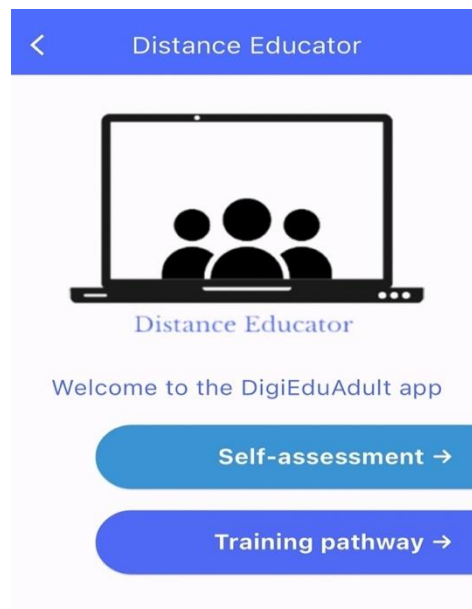 Distance Educator
Distance Educator
Welcome to the DigiEduAdult app
Self-assessment →
Training pathway →